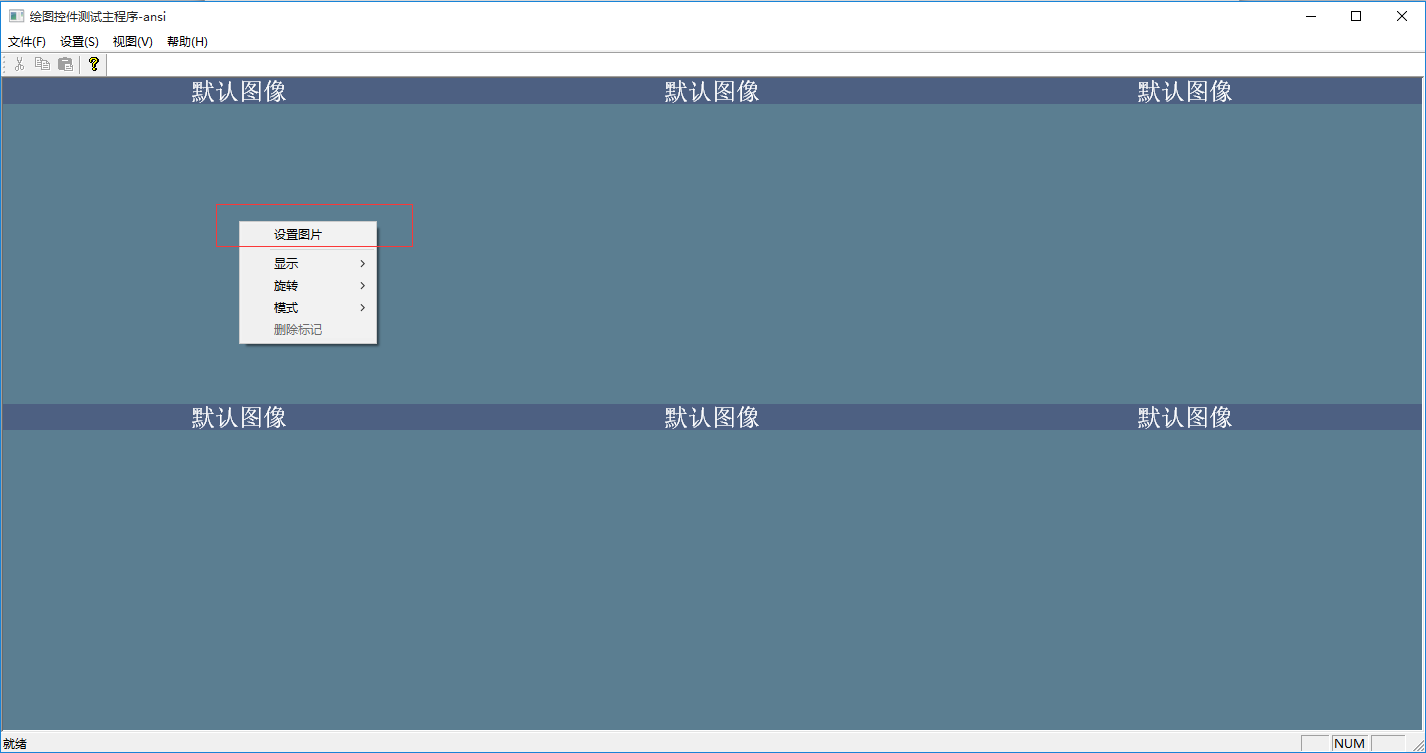 绘图控件测试主程序-ansi
文件(F) 设置(S) 视图(V) 帮助(H)
默认图像 默认图像 默认图像
设置图片
显示
旋转
模式
删除标记
默认图像 默认图像 默认图像
就绪 NUM